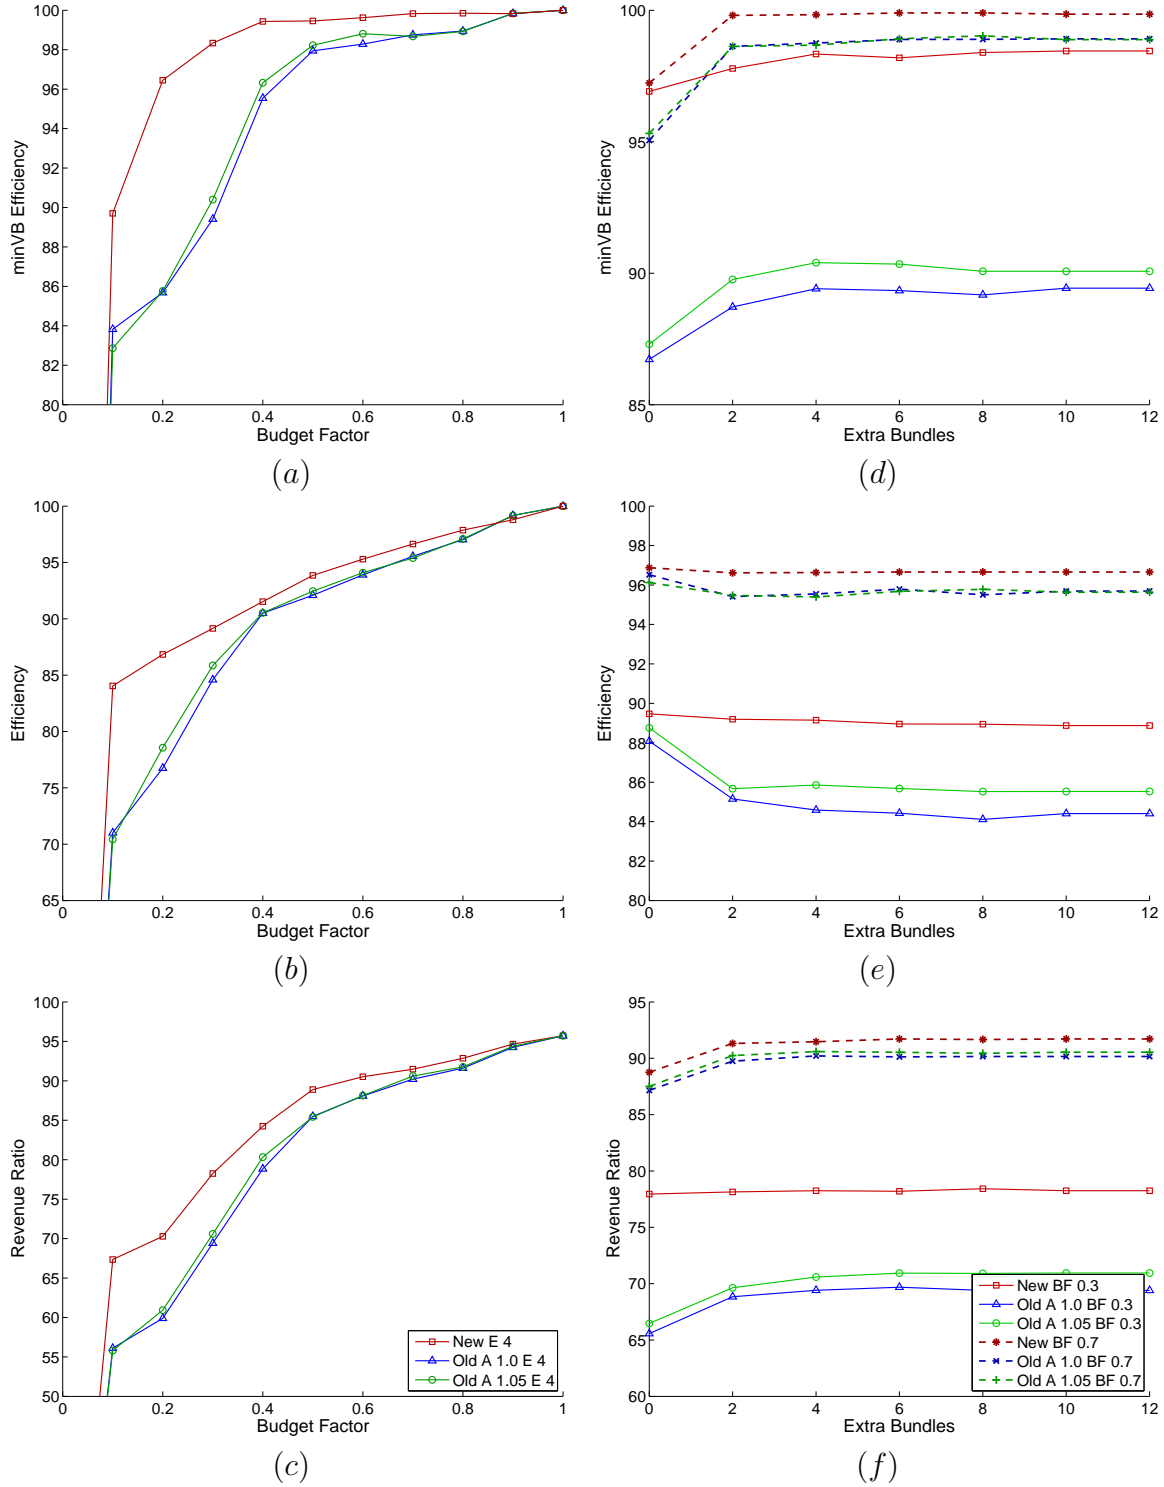 100
98
96
94
92
90
88
86
84
82
80
0 0.2 0.4 0.6 0.8 1
minVB Efficiency
Budget Factor
(a)
100
95
90
85
0 2 4 6 8 10 12
minVB Efficiency
Extra Bundles
(d)
100
95
90
85
80
75
70
65
0 0.2 0.4 0.6 0.8 1
Efficiency
Budget Factor
(b)
100
98
96
94
92
90
88
86
84
82
80
0 2 4 6 8 10 12
Efficiency
Extra Bundles
(e)
100
95
90
85
80
75
70
65
60
55
50
0 0.2 0.4 0.6 0.8 1
Revenue Ratio
Budget Factor
New E 4
Old A 1.0 E 4
Old A 1.05 E 4
(c)
95
90
85
80
75
70
65
60
0 2 4 6 8 10 12
Revenue Ratio
Extra Bundles
New BF 0.3
Old A 1.0 BF 0.3
Old A 1.05 BF 0.3
New BF 0.7
Old A 1.0 BF 0.7
Old A 1.05 BF 0.7
(f)